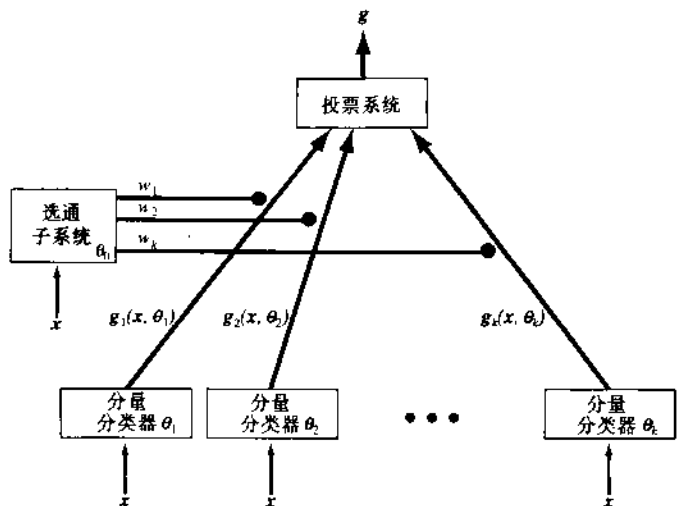 g
投票系统
w₁
选通
w₂
子系统
θ₀
wₖ
x
g₁(x, θ₁)
g₂(x, θ₂)
gₖ(x, θₖ)
分量
分类器 θ₁
分量
分类器 θ₂
• • •
分量
分类器 θₖ
x
x
x